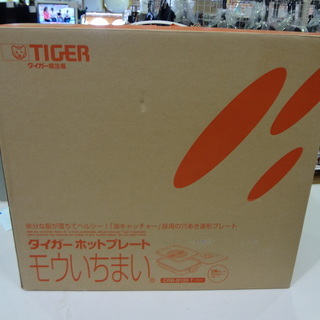 TIGER
タイガー魔法瓶
余分な脂が落ちてヘルシー!「脂キャッチャー」採用の穴あき波形プレート
タイガー ホットプレート
モウいちまい®